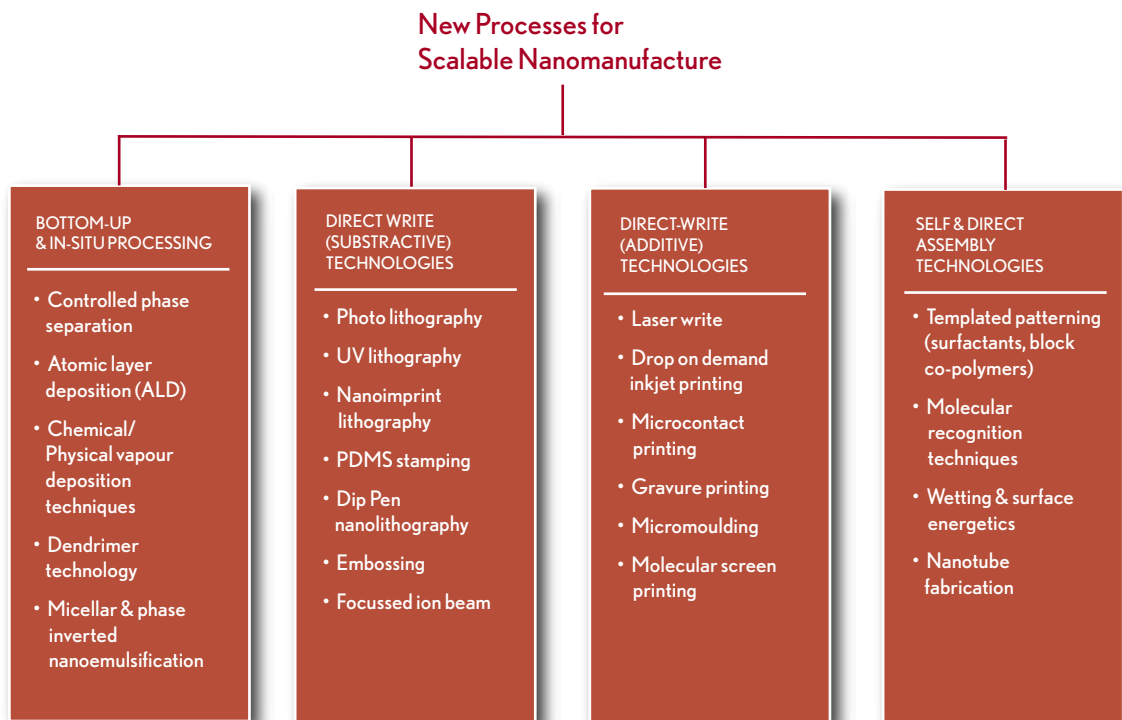 New Processes for
Scalable Nanomanufacture
BOTTOM-UP
& IN-SITU PROCESSING
• Controlled phase
separation
• Atomic layer
deposition (ALD)
• Chemical/
Physical vapour
deposition
techniques
• Dendrimer
technology
• Micellar & phase
inverted
nanoemulsification
DIRECT WRITE
(SUBSTRACTIVE)
TECHNOLOGIES
• Photo lithography
• UV lithography
• Nanoimprint
lithography
• PDMS stamping
• Dip Pen
nanolithography
• Embossing
• Focussed ion beam
DIRECT-WRITE
(ADDITIVE)
TECHNOLOGIES
• Laser write
• Drop on demand
inkjet printing
• Microcontact
printing
• Gravure printing
• Micromoulding
• Molecular screen
printing
SELF & DIRECT
ASSEMBLY
TECHNOLOGIES
• Templated patterning
(surfactants, block
co-polymers)
• Molecular
recognition
techniques
• Wetting & surface
energetics
• Nanotube
fabrication